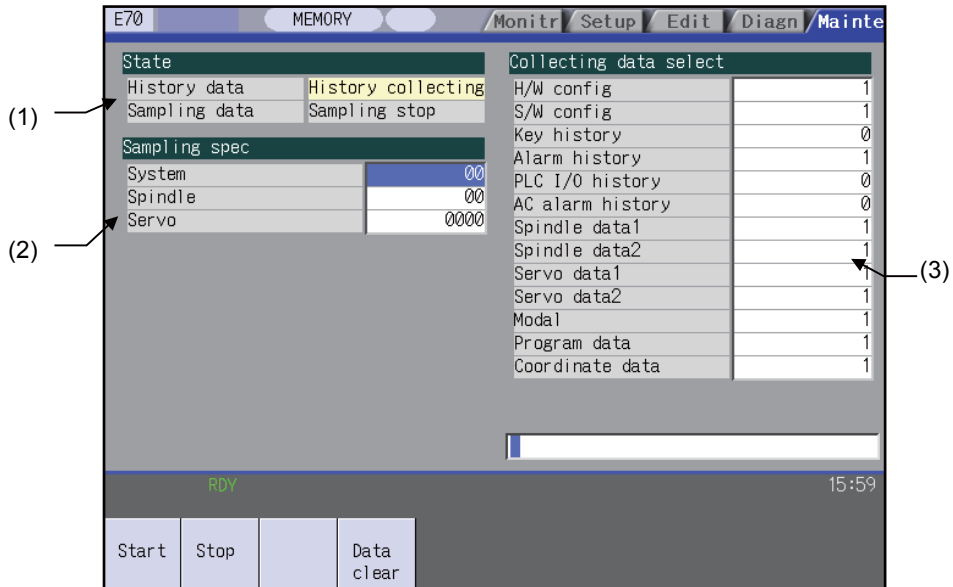 E70 MEMORY Monitr Setup Edit Diagn Mainte
State
History data History collecting
Sampling data Sampling stop
(1)
Sampling spec
System 00
Spindle 00
Servo 0000
(2)
Collecting data select
H/W config 1
S/W config 1
Key history 0
Alarm history 1
PLC I/O history 0
AC alarm history 0
Spindle data1 1
Spindle data2 1
Servo data1 1
Servo data2 1
Modal 1
Program data 1
Coordinate data 1
(3)
RDY 15:59
Start Stop Data
clear